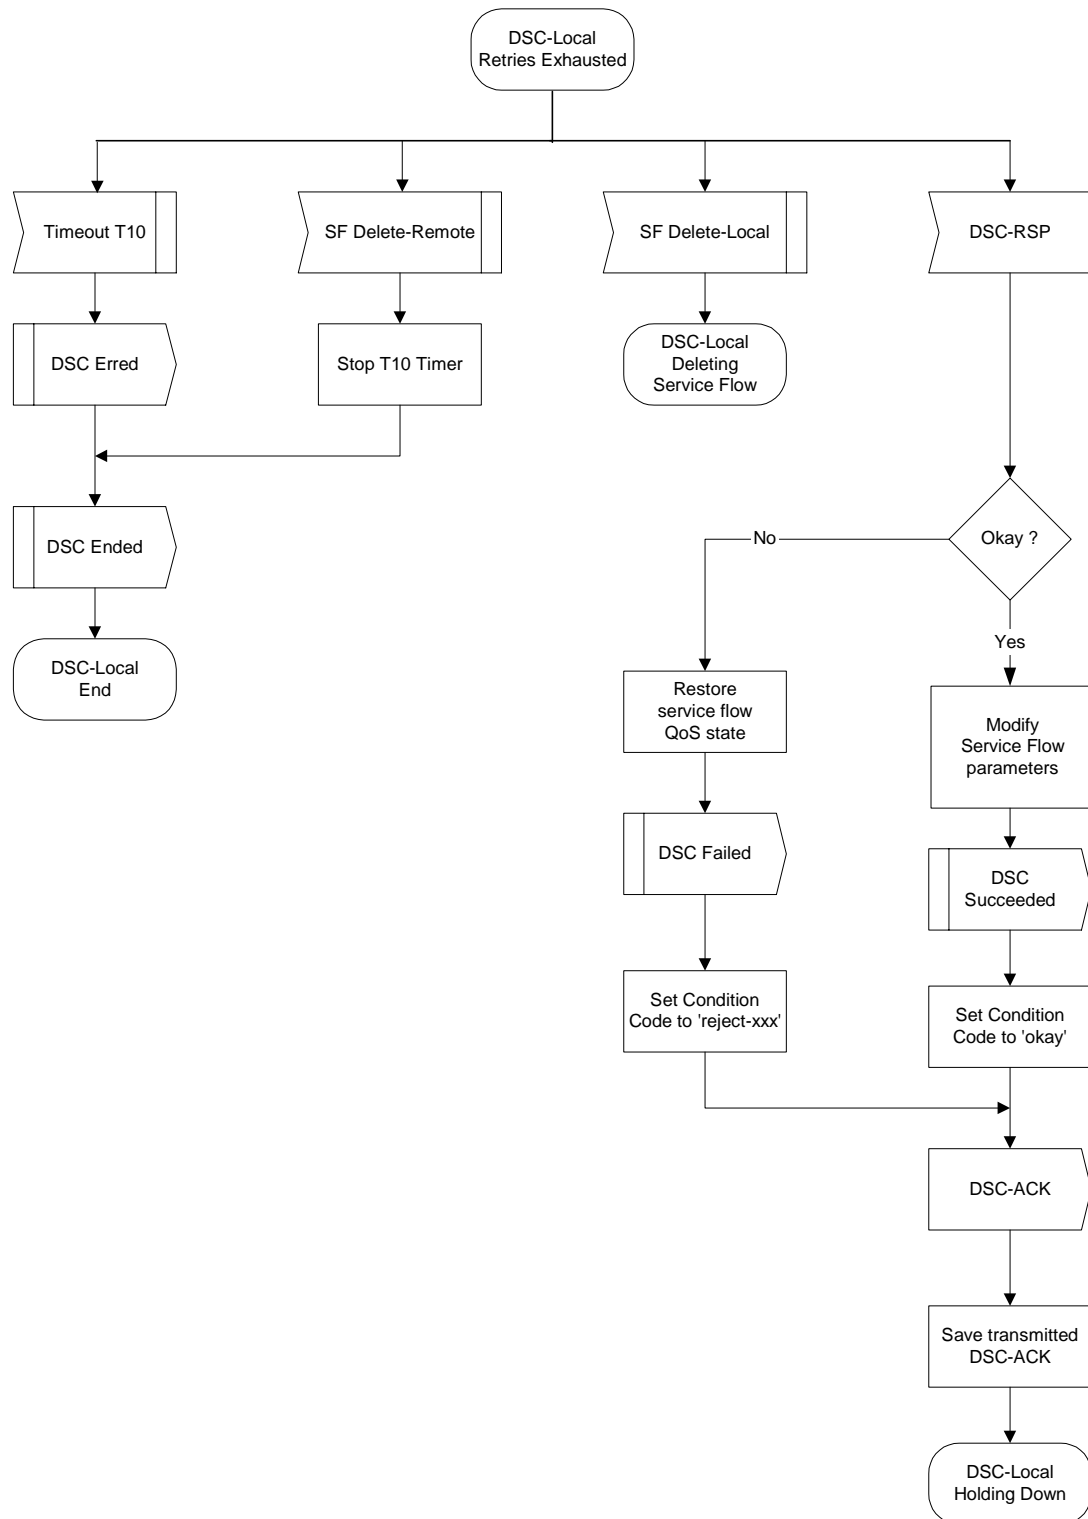 DSC-Local
Retries Exhausted
Timeout T10
SF Delete-Remote
SF Delete-Local
DSC-RSP
DSC Erred
Stop T10 Timer
DSC-Local
Deleting
Service Flow
DSC Ended
No
Okay ?
Yes
DSC-Local
End
Restore
service flow
QoS state
Modify
Service Flow
parameters
DSC Failed
DSC
Succeeded
Set Condition
Code to 'reject-xxx'
Set Condition
Code to 'okay'
DSC-ACK
Save transmitted
DSC-ACK
DSC-Local
Holding Down